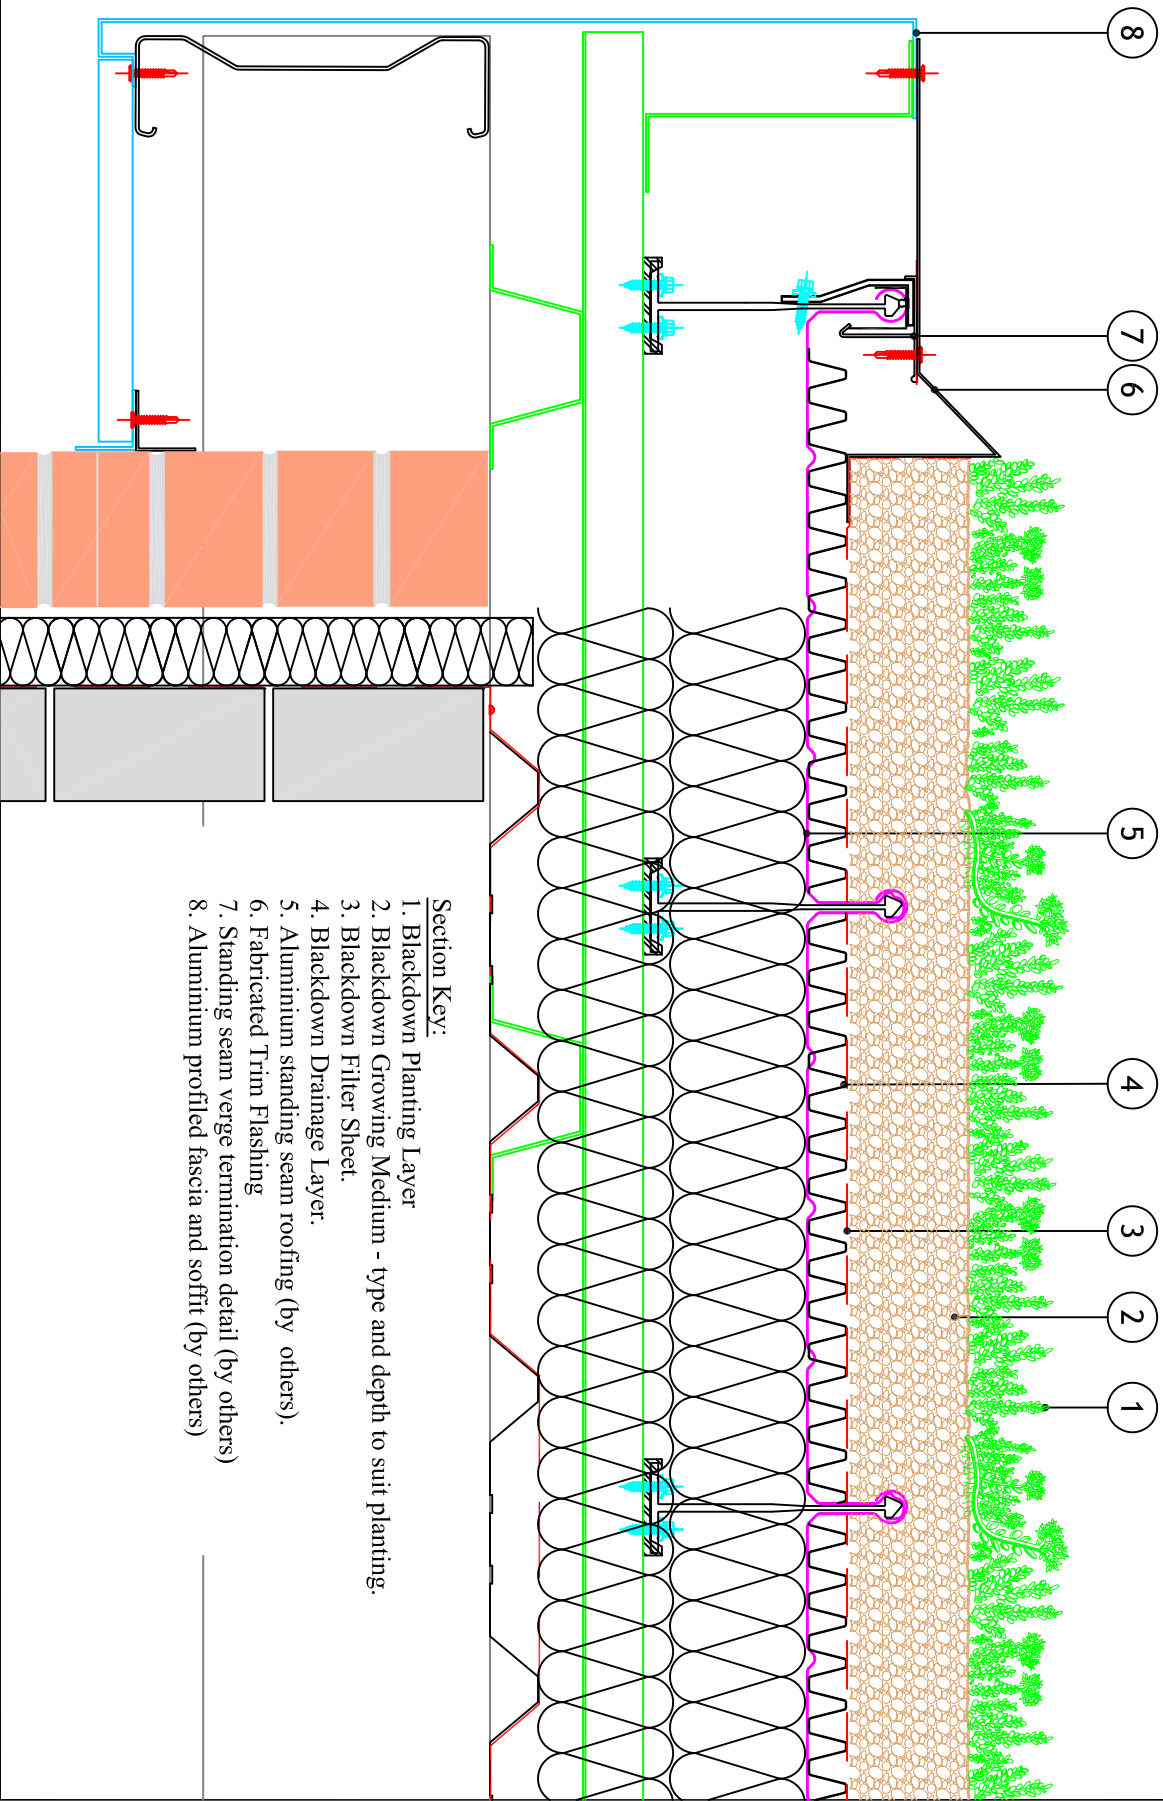 8
7
6
5
4
3
2
1
Section Key:
1. Blackdown Planting Layer
2. Blackdown Growing Medium - type and depth to suit planting.
3. Blackdown Filter Sheet.
4. Blackdown Drainage Layer.
5. Aluminium standing seam roofing (by others).
6. Fabricated Trim Flashing
7. Standing seam verge termination detail (by others)
8. Aluminium profiled fascia and soffit (by others)